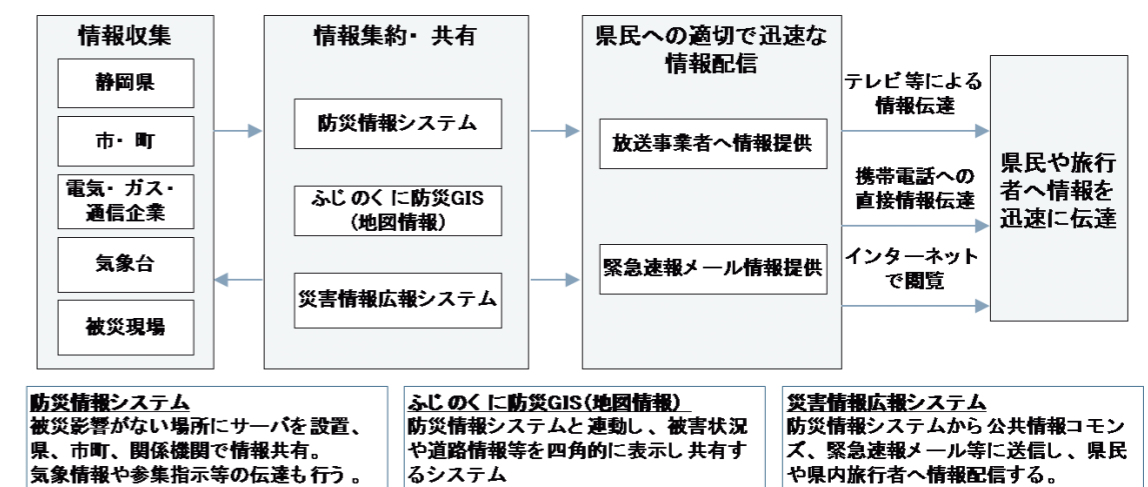 情報収集
静岡県
市・町
電気・ガス・
通信企業
気象台
被災現場
情報集約・共有
防災情報システム
ふじのくに防災GIS
(地図情報)
災害情報広報システム
県民への適切で迅速な
情報配信
放送事業者へ情報提供
緊急速報メール情報提供
テレビ等による
情報伝達
携帯電話への
直接情報伝達
インターネット
で閲覧
県民や旅行
者へ情報を
迅速に伝達
防災情報システム
被災影響がない場所にサーバを設置、
県、市町、関係機関で情報共有。
気象情報や参集指示等の伝達も行う。
ふじのくに防災GIS(地図情報)
防災情報システムと連動し、被害状況
や道路情報等を四角的に表示し共有す
るシステム
災害情報広報システム
防災情報システムから公共情報コモン
ズ、緊急速報メール等に送信し、県民
や県内旅行者へ情報配信する。